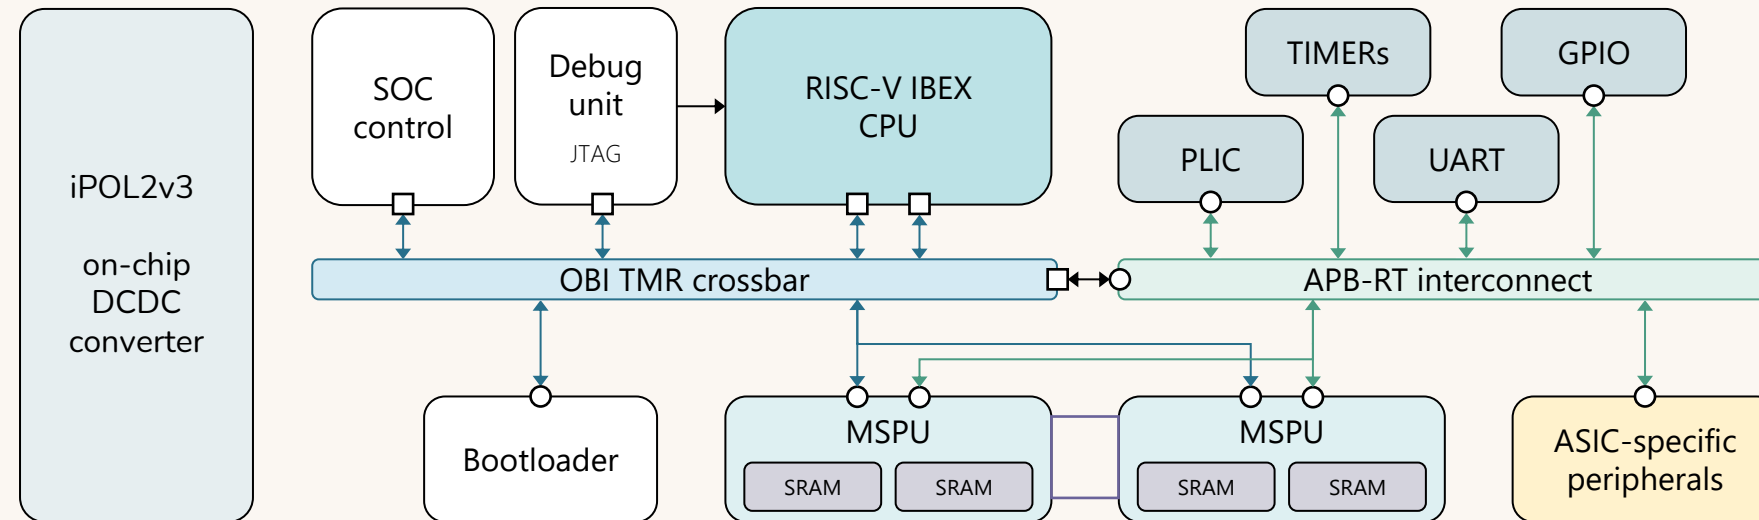 iPOL2v3
on-chip
DCDC
converter
SOC
control
Debug
unit
JTAG
RISC-V IBEX
CPU
TIMERs
GPIO
PLIC
UART
OBI TMR crossbar
APB-RT interconnect
Bootloader
MSPU
SRAM
SRAM
MSPU
SRAM
SRAM
ASIC-specific
peripherals